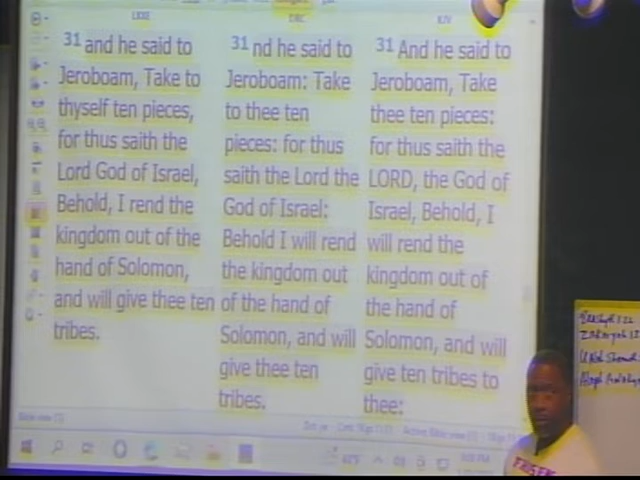 LXXE
DRC
KJV
31 and he said to
Jeroboam, Take to
thyself ten pieces,
for thus saith the
Lord God of Israel,
Behold, I rend the
kingdom out of the
hand of Solomon,
and will give thee ten
tribes.
31 nd he said to
Jeroboam: Take
to thee ten
pieces: for thus
saith the Lord the
God of Israel:
Behold I will rend
the kingdom out
of the hand of
Solomon, and will
give thee ten
tribes.
31 And he said to
Jeroboam, Take
thee ten pieces:
for thus saith the
LORD, the God of
Israel, Behold, I
will rend the
kingdom out of
the hand of
Solomon, and will
give ten tribes to
thee: